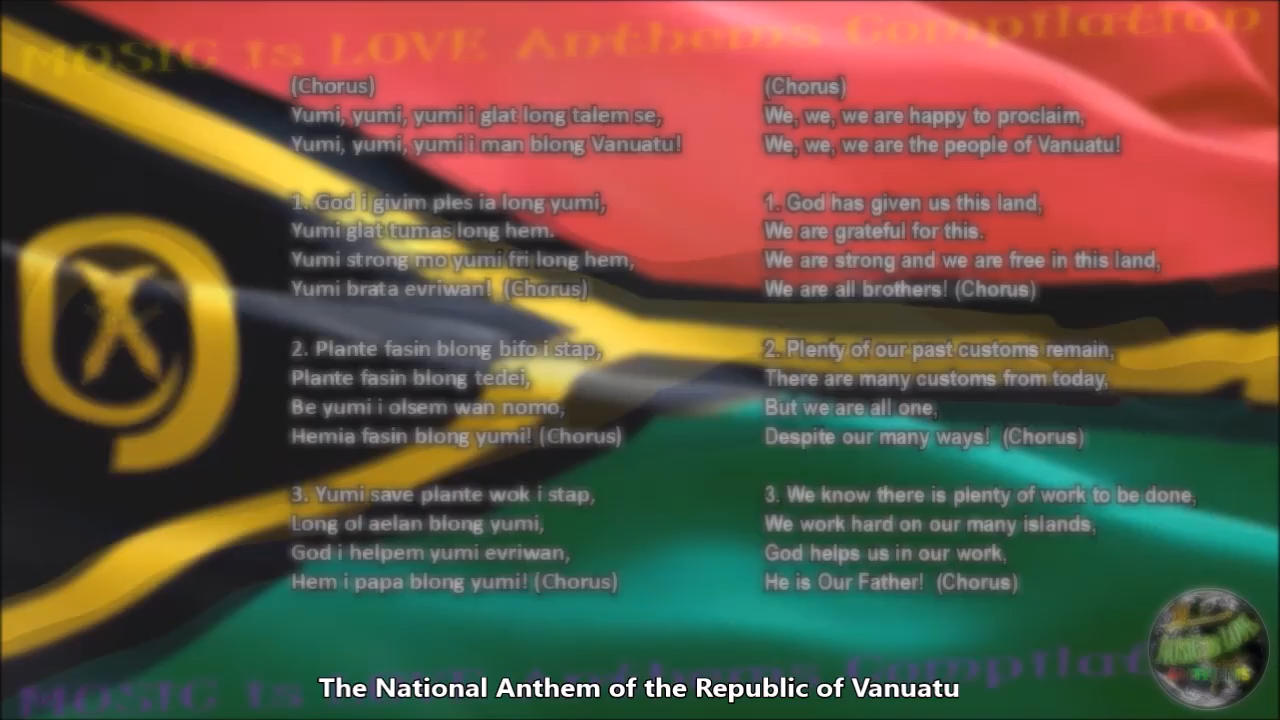 MUSIC is LOVE Anthems Compilation
(Chorus)
Yumi, yumi, yumi i glat long talem se,
Yumi, yumi, yumi i man blong Vanuatu!
1. God i givim ples ia long yumi,
Yumi glat tumas long hem.
Yumi strong mo yumi fri long hem,
Yumi brata evriwan! (Chorus)
2. Plante fasin blong bifo i stap,
Plante fasin blong tedei,
Be yumi i olsem wan nomo,
Hemia fasin blong yumi! (Chorus)
3. Yumi save plante wok i stap,
Long ol aelan blong yumi,
God i helpem yumi evriwan,
Hem i papa blong yumi! (Chorus)
(Chorus)
We, we, we are happy to proclaim,
We, we, we are the people of Vanuatu!
1. God has given us this land,
We are grateful for this.
We are strong and we are free in this land,
We are all brothers! (Chorus)
2. Plenty of our past customs remain,
There are many customs from today,
But we are all one,
Despite our many ways! (Chorus)
3. We know there is plenty of work to be done,
We work hard on our many islands,
God helps us in our work,
He is Our Father! (Chorus)
MUSIC is LOVE Anthems Compilat
The National Anthem of the Republic of Vanuatu